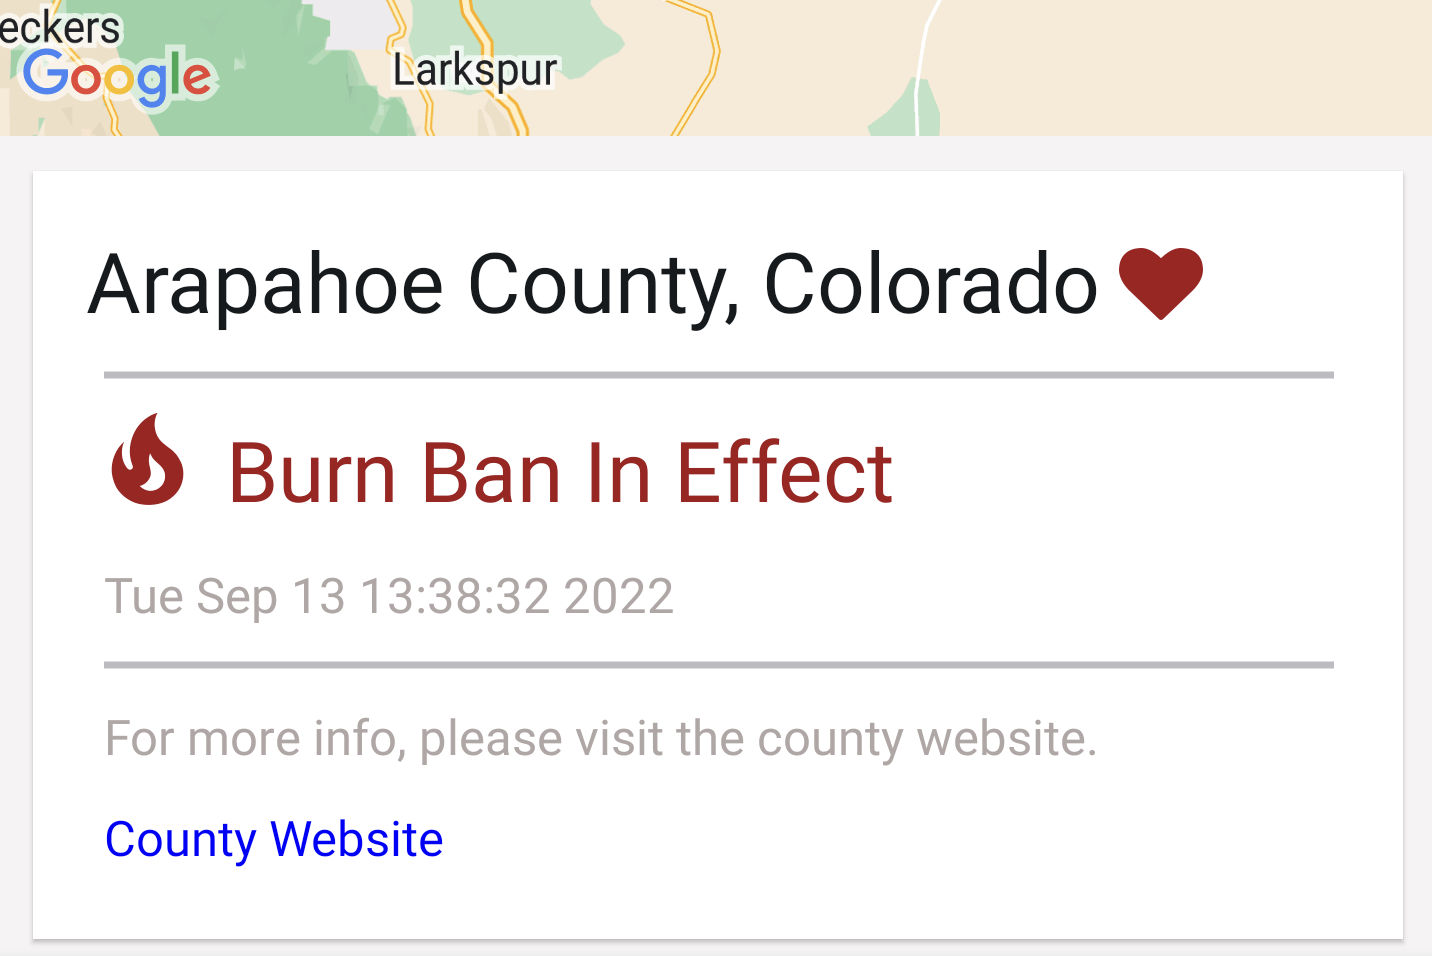 eckers
Google
Larkspur
Arapahoe County, Colorado
Burn Ban In Effect
Tue Sep 13 13:38:32 2022
For more info, please visit the county website.
County Website